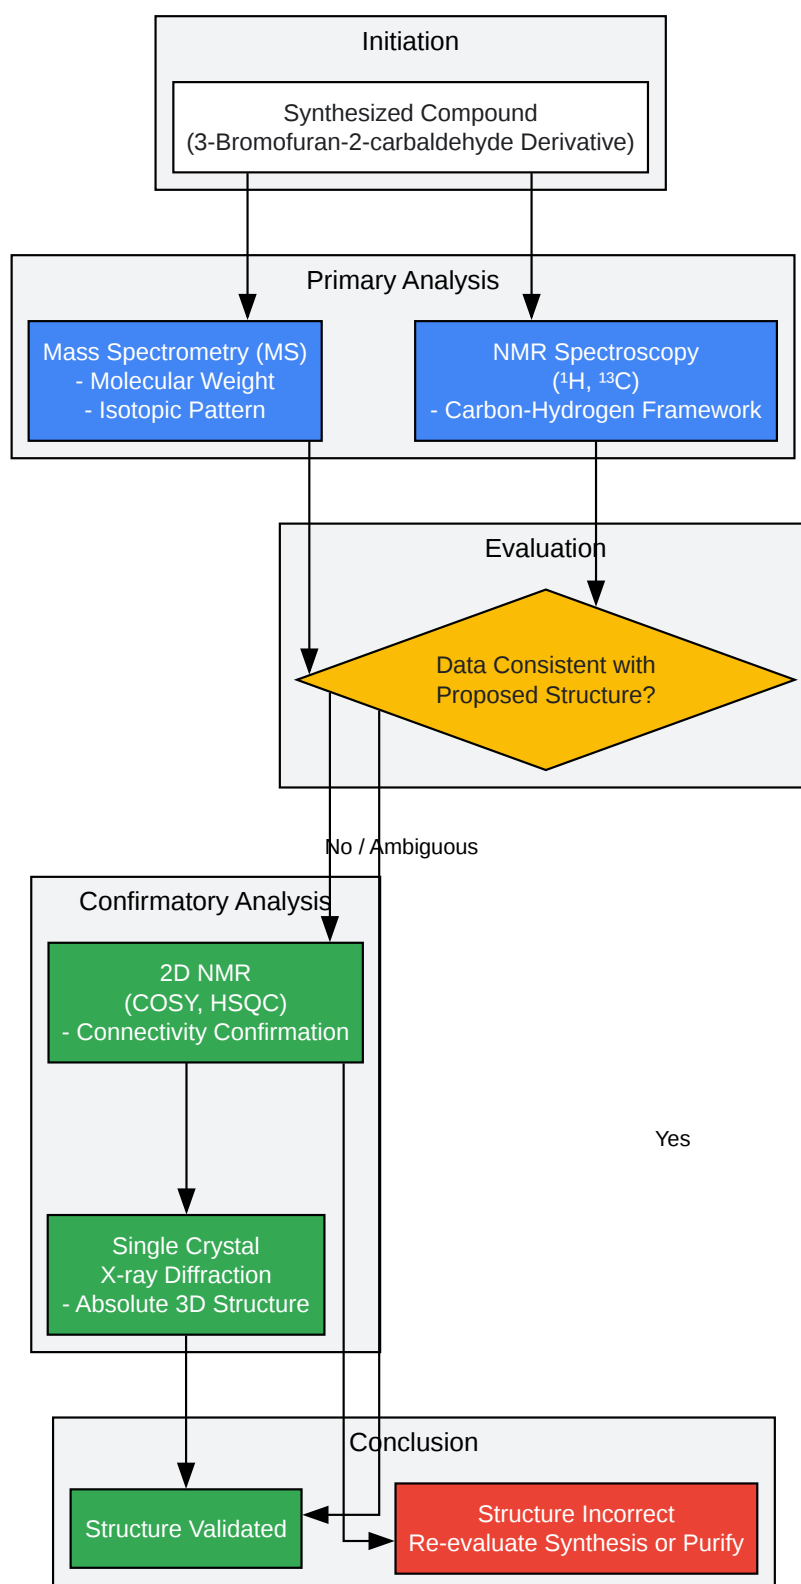 Initiation
Synthesized Compound
(3-Bromofuran-2-carbaldehyde Derivative)
Primary Analysis
Mass Spectrometry (MS)
- Molecular Weight
- Isotopic Pattern
NMR Spectroscopy
(¹H, ¹³C)
- Carbon-Hydrogen Framework
Evaluation
Data Consistent with
Proposed Structure?
No / Ambiguous
Confirmatory Analysis
2D NMR
(COSY, HSQC)
- Connectivity Confirmation
Yes
Single Crystal
X-ray Diffraction
- Absolute 3D Structure
Conclusion
Structure Validated
Structure Incorrect
Re-evaluate Synthesis or Purify